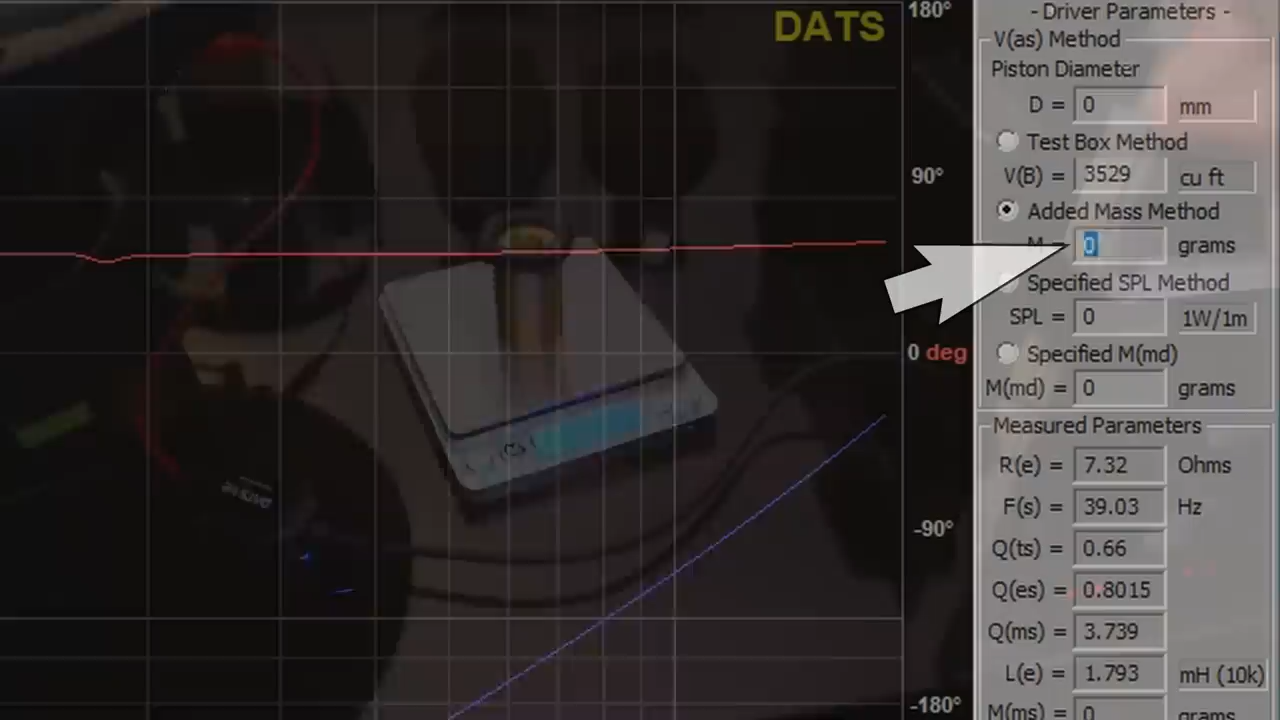 DATS
180°
90°
0 deg
-90°
-180°
- Driver Parameters -
V(as) Method
Piston Diameter
D = 0 mm
Test Box Method
V(B) = 3529 cu ft
Added Mass Method
M = 0 grams
Specified SPL Method
SPL = 0 1W/1m
Specified M(md)
M(md) = 0 grams
Measured Parameters
R(e) = 7.32 Ohms
F(s) = 39.03 Hz
Q(ts) = 0.66
Q(es) = 0.8015
Q(ms) = 3.739
L(e) = 1.793 mH (10k)
M(ms) = 0 grams